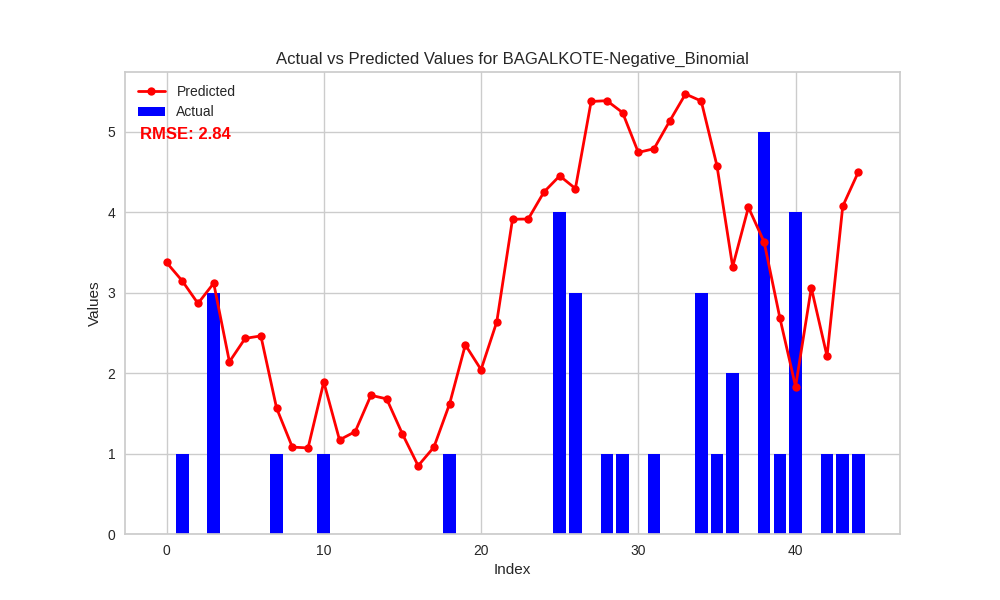 Actual vs Predicted Values for BAGALKOTE-Negative_Binomial
Predicted
Actual
RMSE: 2.84
5
4
3
2
1
0
Values
0 10 20 30 40
Index